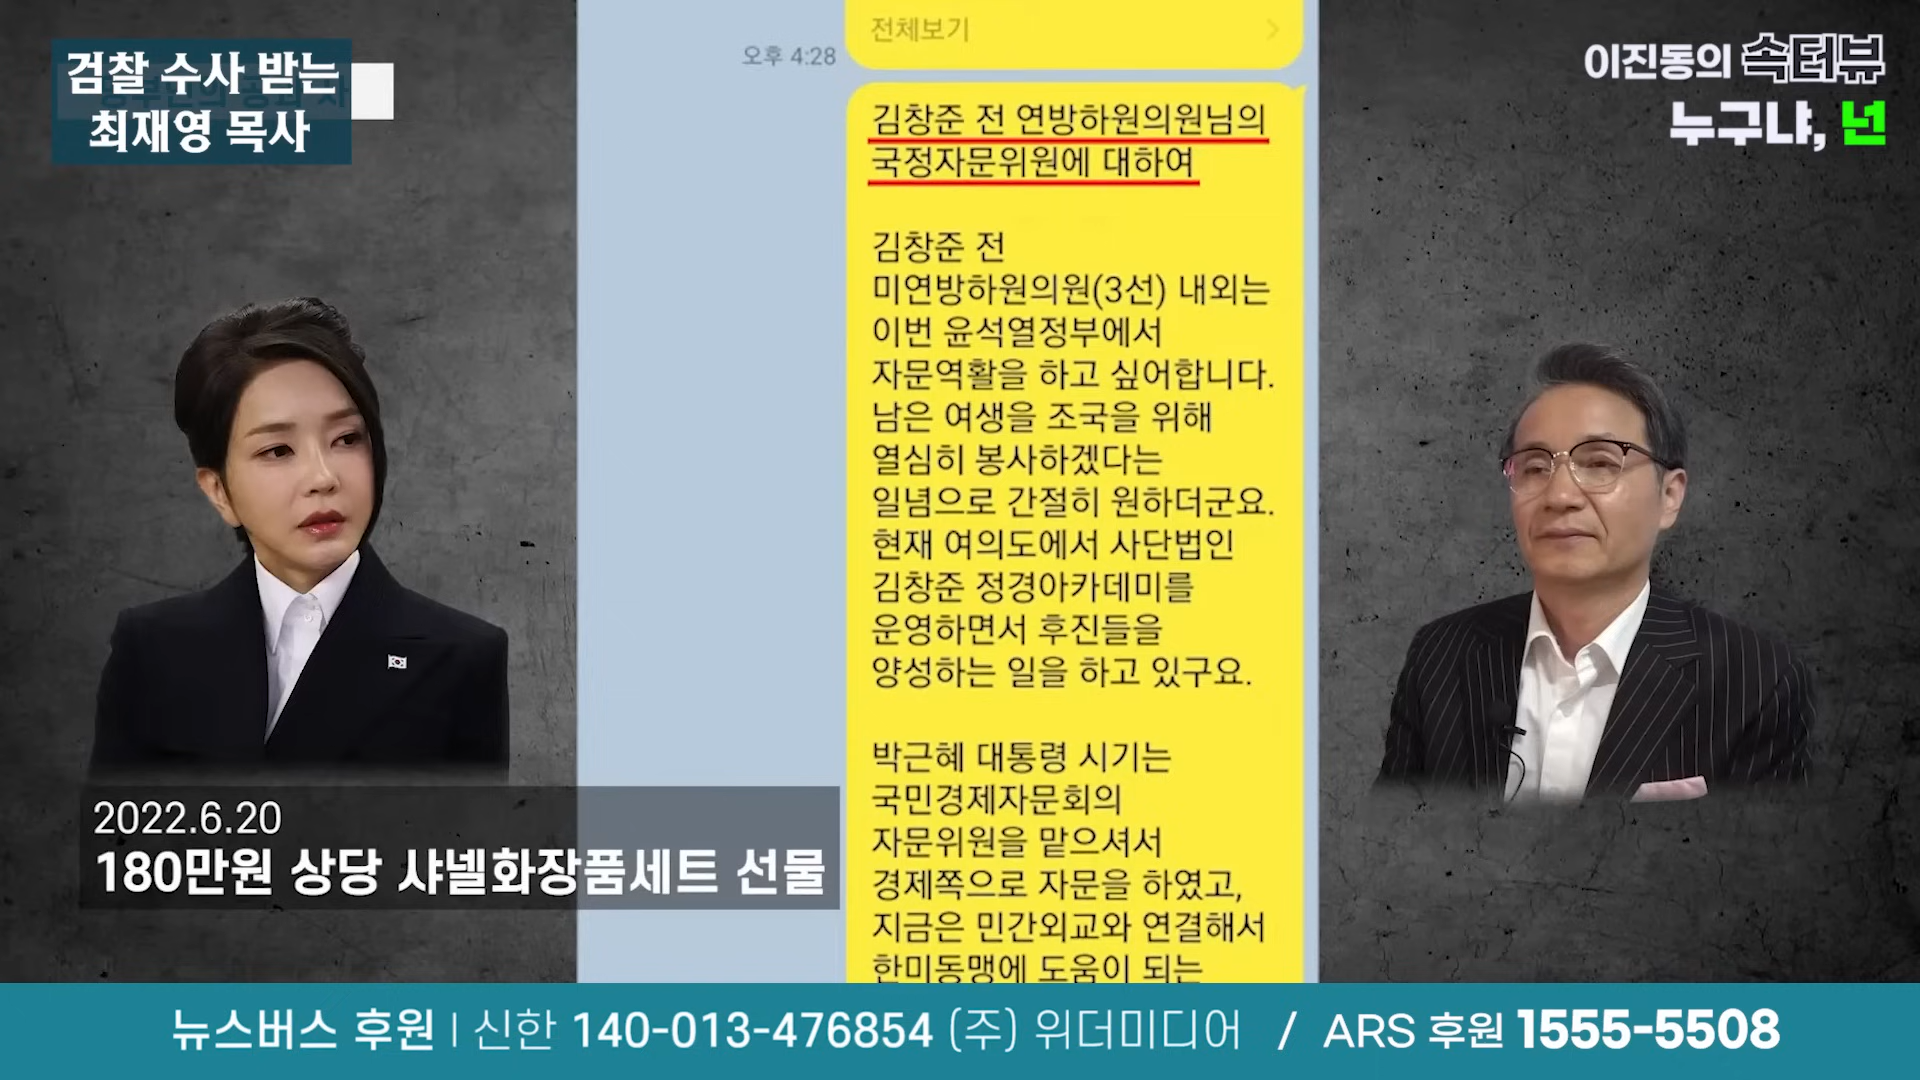 검찰 수사 받는
최재영 목사
이진동의 속터뷰
누구냐, 넌
전체보기
오후 4:28
김창준 전 연방하원의원님의
국정자문위원에 대하여
김창준 전
미연방하원의원(3선) 내외는
이번 윤석열정부에서
자문역활을 하고 싶어합니다.
남은 여생을 조국을 위해
열심히 봉사하겠다는
일념으로 간절히 원하더군요.
현재 여의도에서 사단법인
김창준 정경아카데미를
운영하면서 후진들을
양성하는 일을 하고 있구요.
박근혜 대통령 시기는
국민경제자문회의
자문위원을 맡으셔서
경제쪽으로 자문을 하였고,
지금은 민간외교와 연결해서
한미동맹에 도움이 되는
2022.6.20
180만원 상당 샤넬화장품세트 선물
뉴스버스 후원 | 신한 140-013-476854 (주) 위더미디어 / ARS 후원 1555-5508